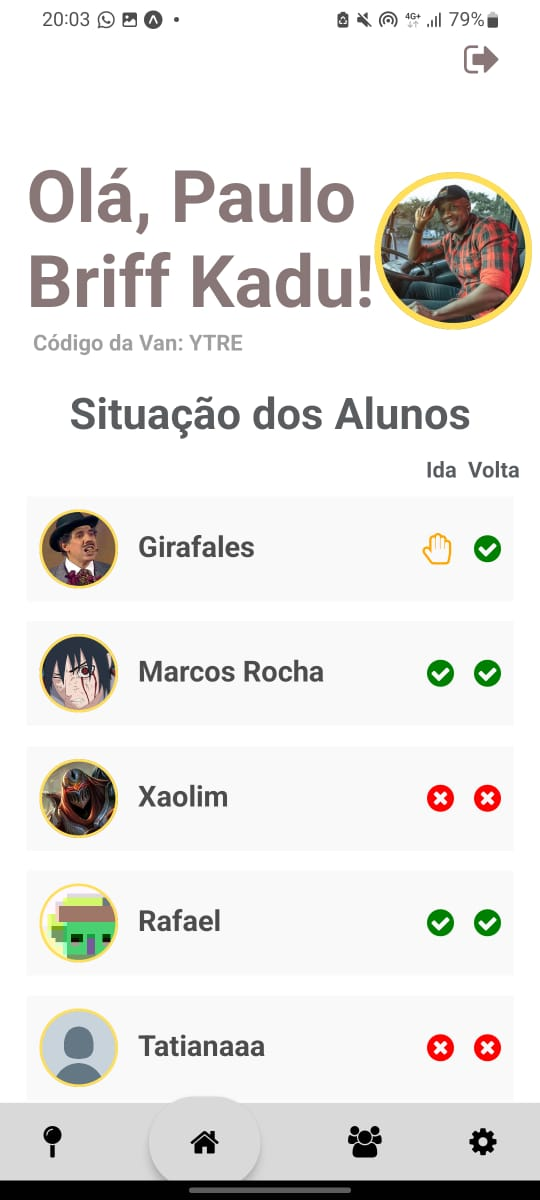 20:03 4G+ 79%
Olá, Paulo
Briff Kadu!
Código da Van: YTRE
Situação dos Alunos
Ida Volta
Girafales
Marcos Rocha
Xaolim
Rafael
Tatianaaa